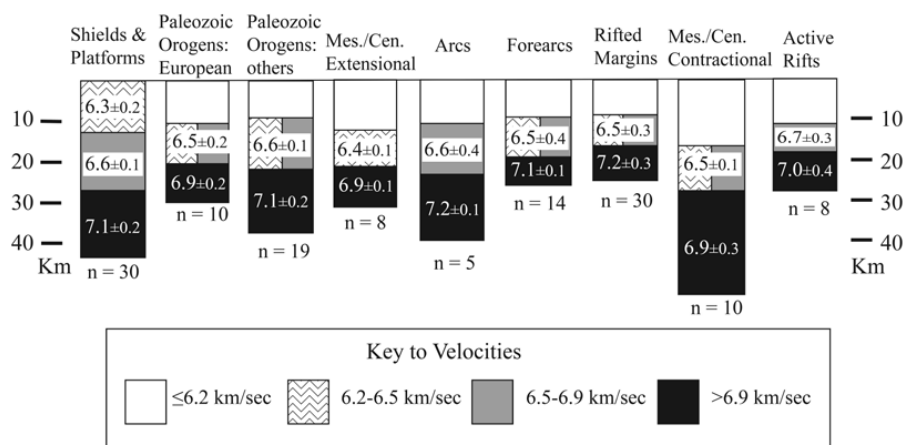 Shields &
Platforms
Paleozoic
Orogens:
European
Paleozoic
Orogens:
others
Mes./Cen.
Extensional
Arcs
Forearcs
Rifted
Margins
Mes./Cen.
Contractional
Active
Rifts
10
20
30
40
Km
6.3±0.2
6.6±0.1
7.1±0.2
n = 30
6.5±0.2
6.9±0.2
n = 10
6.6±0.1
7.1±0.2
n = 19
6.4±0.1
6.9±0.1
n = 8
6.6±0.4
7.2±0.1
n = 5
6.5±0.4
7.1±0.1
n = 14
6.5±0.3
7.2±0.3
n = 30
6.5±0.1
6.9±0.3
n = 10
6.7±0.3
7.0±0.4
n = 8
10
20
30
40
Km
Key to Velocities
≤6.2 km/sec
6.2-6.5 km/sec
6.5-6.9 km/sec
>6.9 km/sec